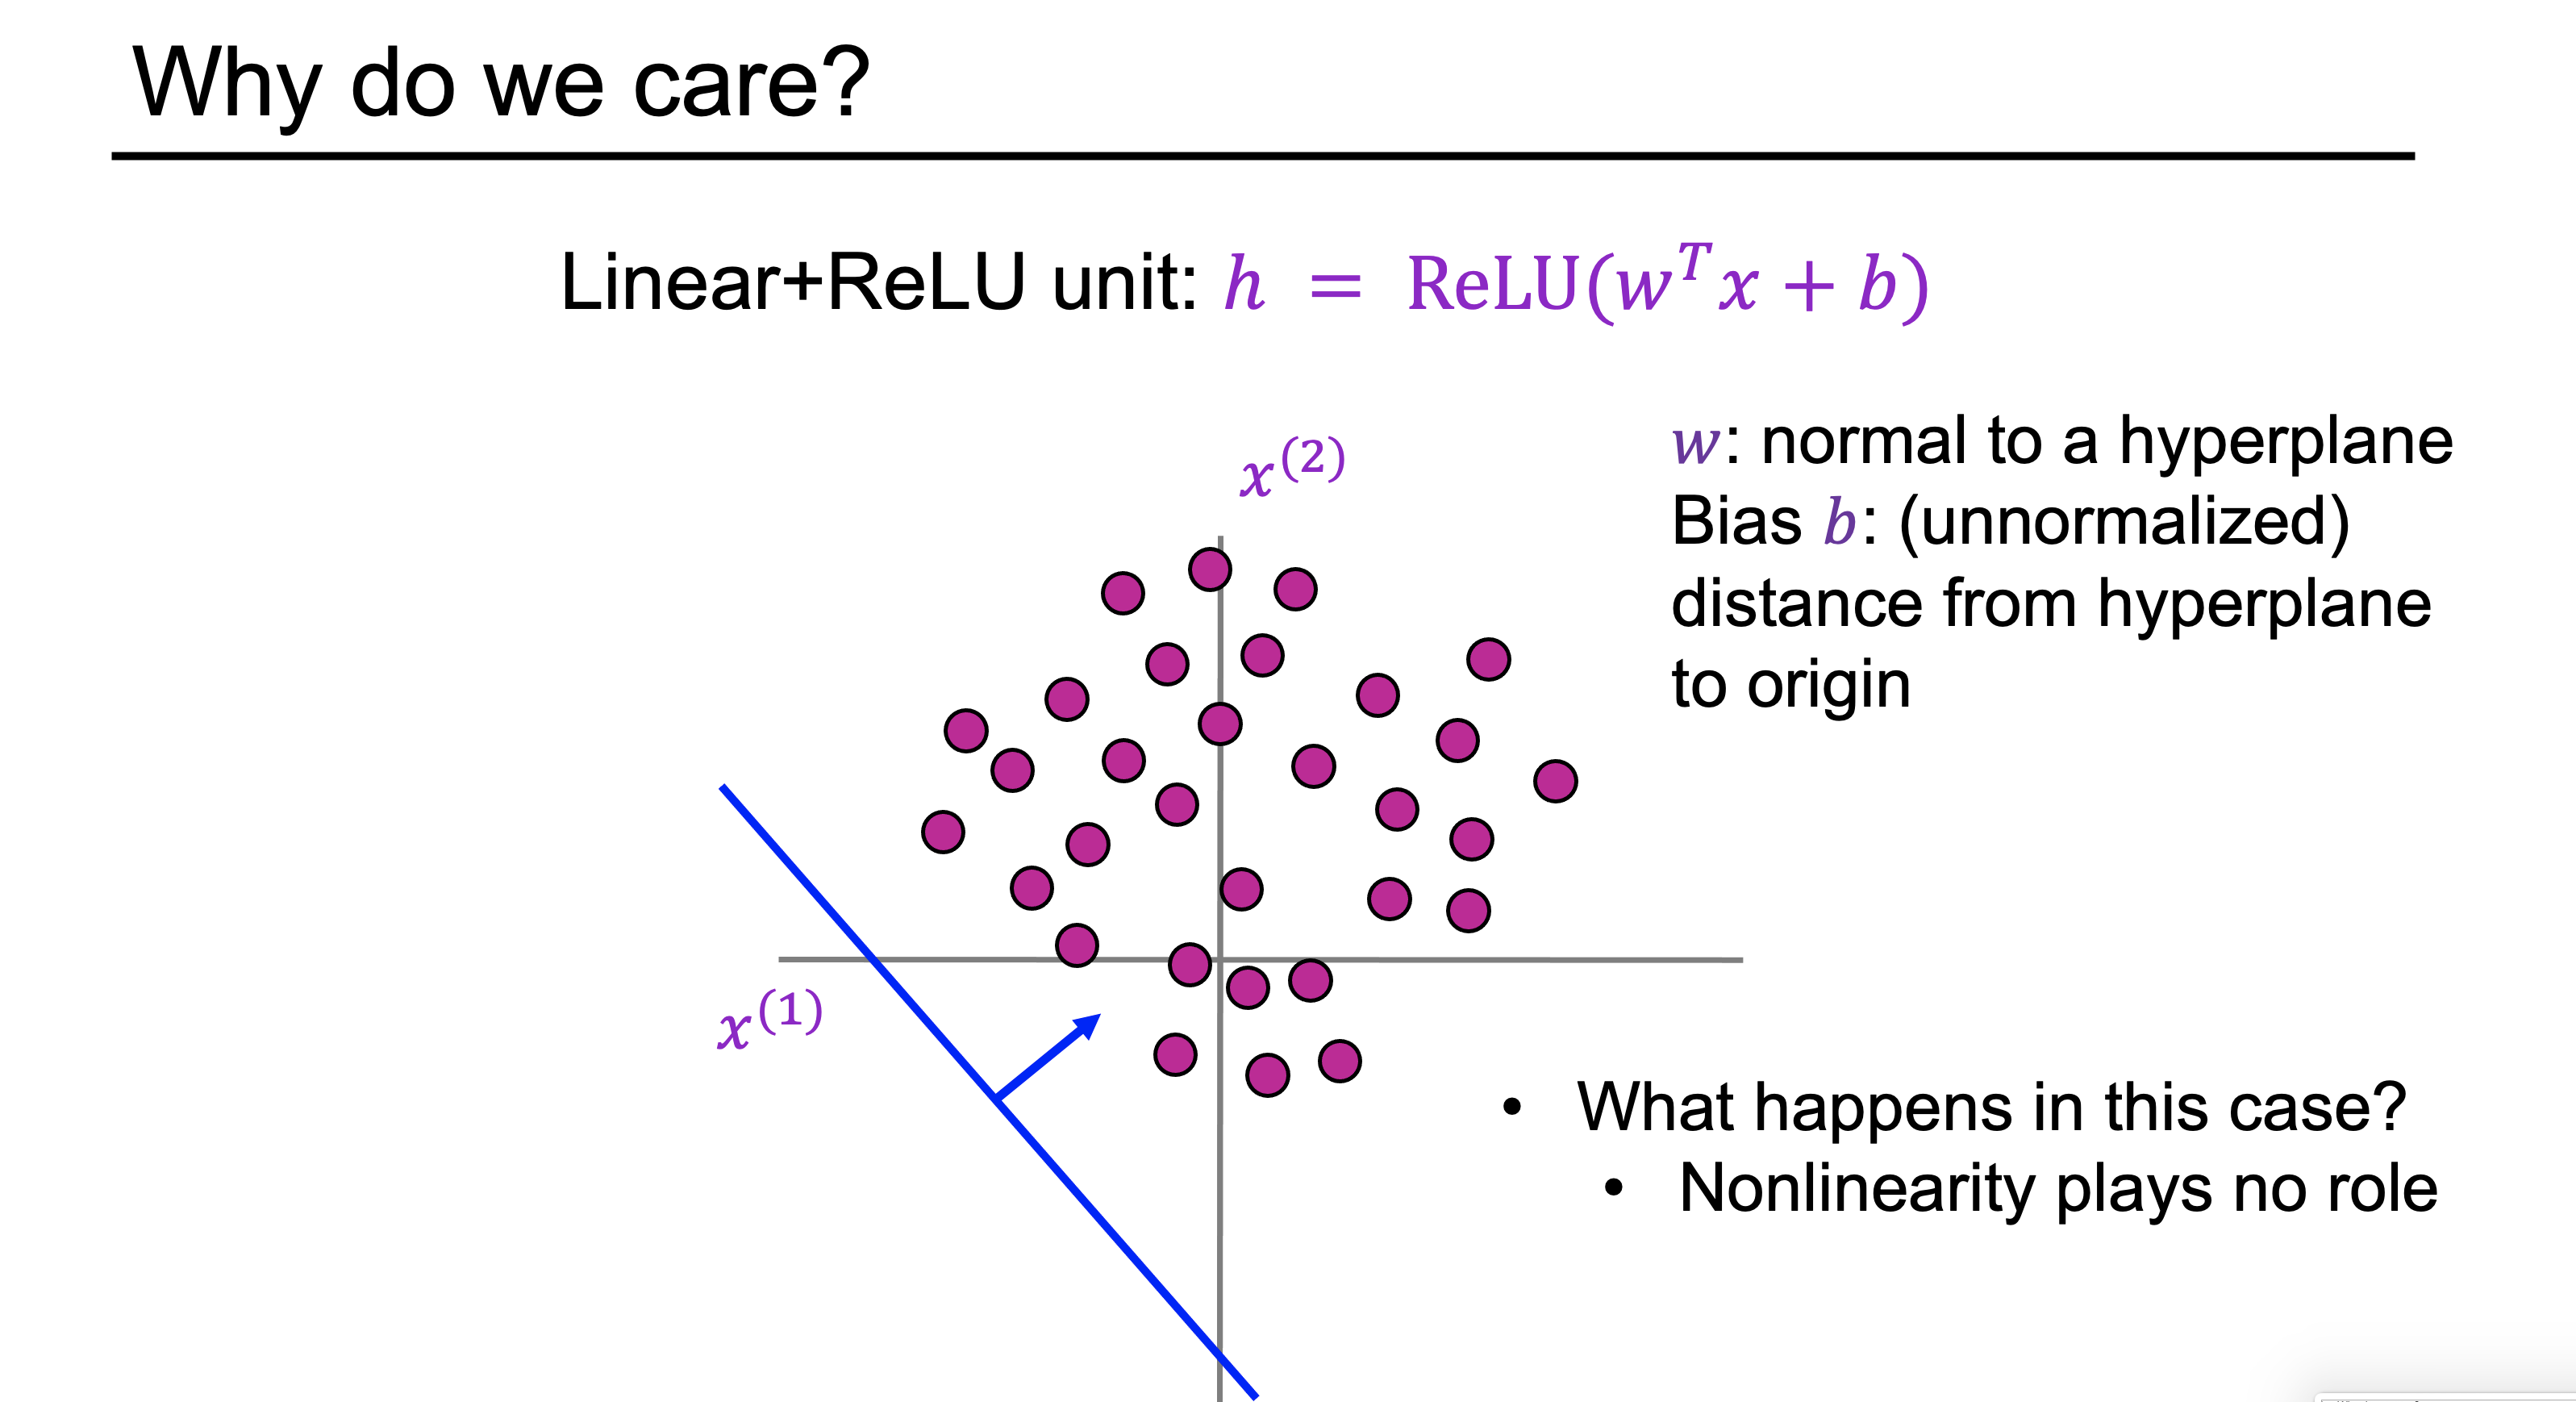 Why do we care?
Linear+ReLU unit: h = ReLU(wᵀx + b)
x⁽²⁾
w: normal to a hyperplane
Bias b: (unnormalized)
distance from hyperplane
to origin
x⁽¹⁾
• What happens in this case?
• Nonlinearity plays no role